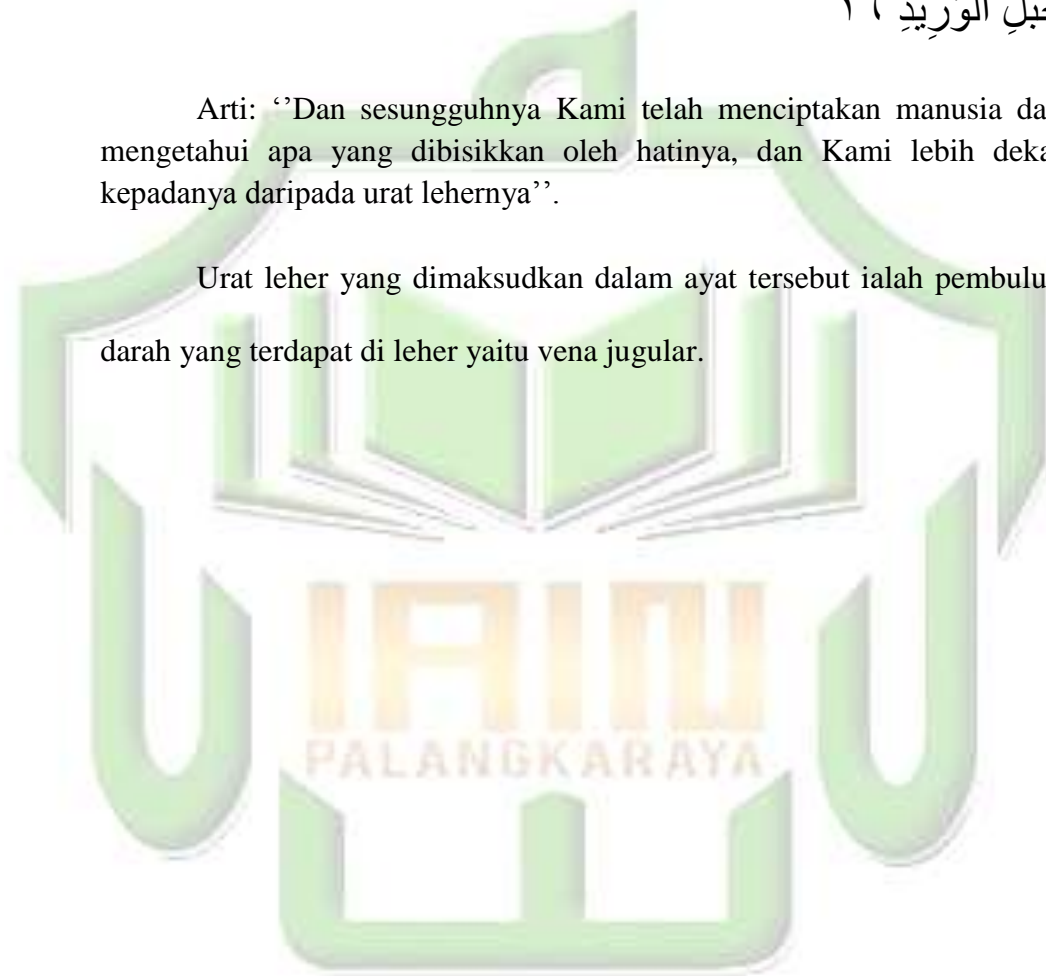 حَبْلِ الْوَرِيدِ ١٦
Arti: ‘’Dan sesungguhnya Kami telah menciptakan manusia da
mengetahui apa yang dibisikkan oleh hatinya, dan Kami lebih deka
kepadanya daripada urat lehernya’’.
Urat leher yang dimaksudkan dalam ayat tersebut ialah pembulu
darah yang terdapat di leher yaitu vena jugular.
IAIN
PALANGKARAYA